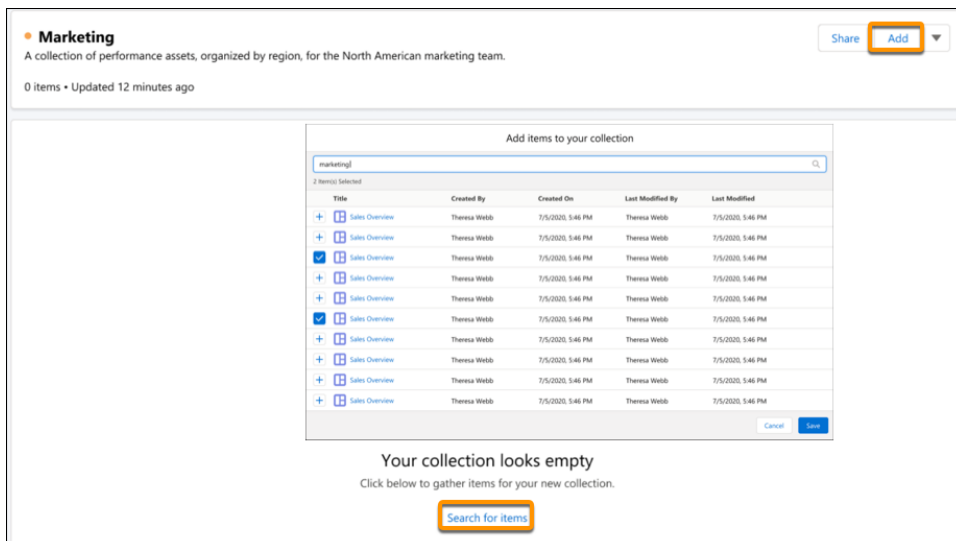 Marketing
Share Add
A collection of performance assets, organized by region, for the North American marketing team.
0 items • Updated 12 minutes ago
Add items to your collection
marketing
2 Item(s) Selected
Title Created By Created On Last Modified By Last Modified
Sales Overview Theresa Webb 7/5/2020, 5:46 PM Theresa Webb 7/5/2020, 5:46 PM
Sales Overview Theresa Webb 7/5/2020, 5:46 PM Theresa Webb 7/5/2020, 5:46 PM
Sales Overview Theresa Webb 7/5/2020, 5:46 PM Theresa Webb 7/5/2020, 5:46 PM
Sales Overview Theresa Webb 7/5/2020, 5:46 PM Theresa Webb 7/5/2020, 5:46 PM
Sales Overview Theresa Webb 7/5/2020, 5:46 PM Theresa Webb 7/5/2020, 5:46 PM
Sales Overview Theresa Webb 7/5/2020, 5:46 PM Theresa Webb 7/5/2020, 5:46 PM
Sales Overview Theresa Webb 7/5/2020, 5:46 PM Theresa Webb 7/5/2020, 5:46 PM
Sales Overview Theresa Webb 7/5/2020, 5:46 PM Theresa Webb 7/5/2020, 5:46 PM
Sales Overview Theresa Webb 7/5/2020, 5:46 PM Theresa Webb 7/5/2020, 5:46 PM
Sales Overview Theresa Webb 7/5/2020, 5:46 PM Theresa Webb 7/5/2020, 5:46 PM
Cancel Save
Your collection looks empty
Click below to gather items for your new collection.
Search for items